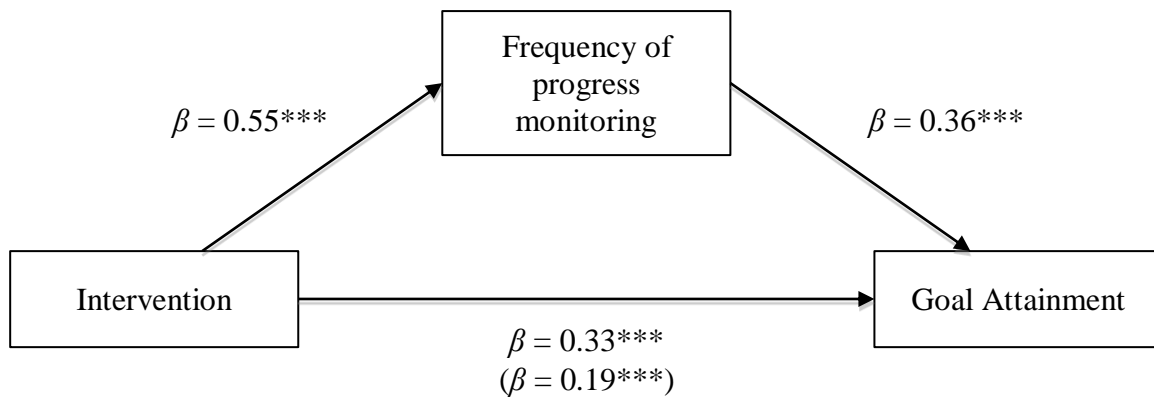 Frequency of
progress
monitoring
β = 0.55***
β = 0.36***
Intervention
Goal Attainment
β = 0.33***
(β = 0.19***)